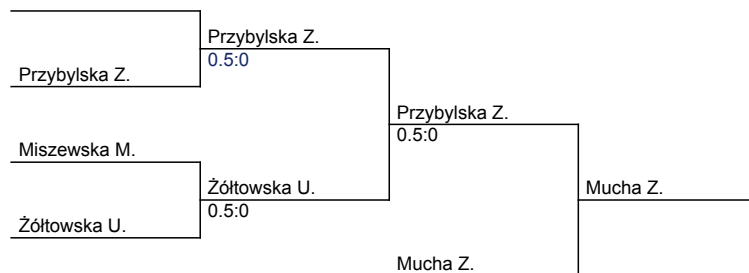 Przybylska Z.
0.5:0
Przybylska Z.
Przybylska Z.
0.5:0
Miszewska M.
Żółtowska U.
0.5:0
Mucha Z.
Żółtowska U.
Mucha Z.